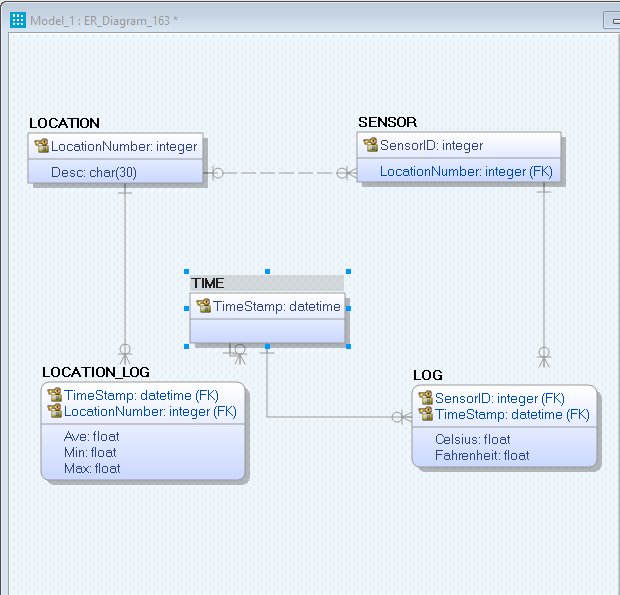 Model_1 : ER_Diagram_163 *
LOCATION
LocationNumber: integer
Desc: char(30)
SENSOR
SensorID: integer
LocationNumber: integer (FK)
TIME
TimeStamp: datetime
LOCATION_LOG
TimeStamp: datetime (FK)
LocationNumber: integer (FK)
Ave: float
Min: float
Max: float
LOG
SensorID: integer (FK)
TimeStamp: datetime (FK)
Celsius: float
Fahrenheit: float